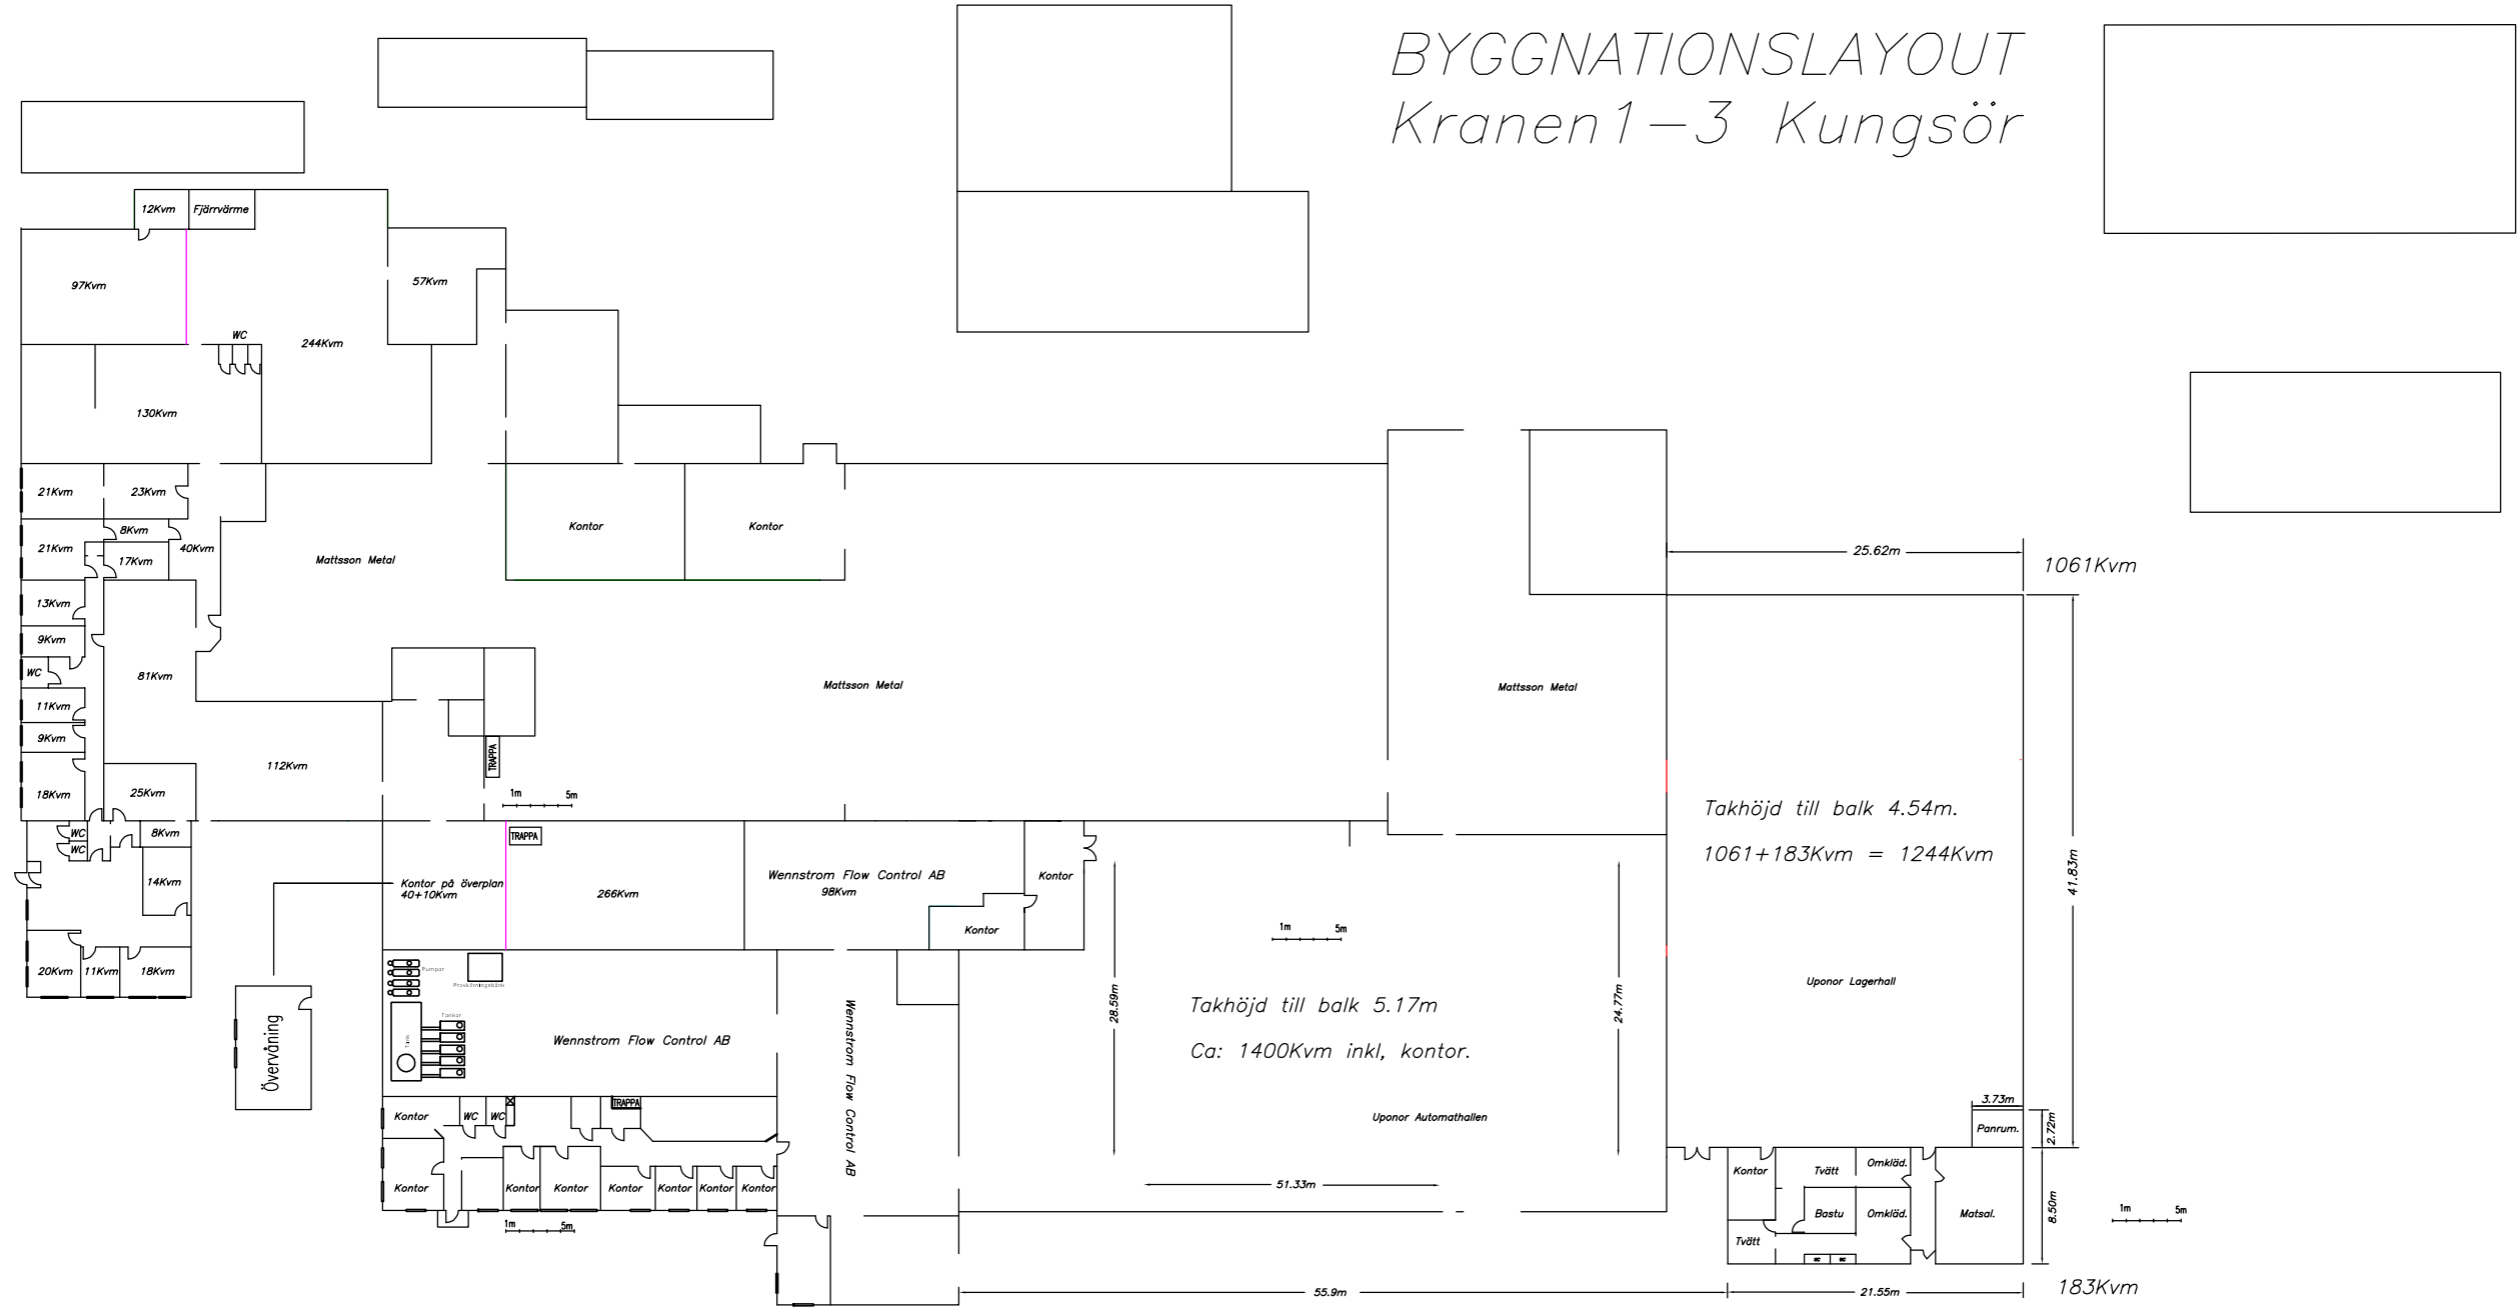 BYGGNATIONSLAYOUT
Kranen1-3 Kungsör
12Kvm
Fjärrvärme
97Kvm
57Kvm
WC
244Kvm
130Kvm
21Kvm
23Kvm
Kontor
Kontor
8Kvm
21Kvm
40Kvm
17Kvm
Mattsson Metal
25.62m
1061Kvm
13Kvm
9Kvm
WC
81Kvm
Mattsson Metal
Mattsson Metal
11Kvm
9Kvm
TRAPPA
112Kvm
18Kvm
25Kvm
1m
5m
Takhöjd till balk 4.54m.
1061+183Kvm = 1244Kvm
41.83m
WC
WC
8Kvm
TRAPPA
14Kvm
Kontor på överplan
40+10Kvm
266Kvm
Wennstrom Flow Control AB
98Kvm
Kontor
Kontor
1m
5m
20Kvm
11Kvm
18Kvm
Pumpar
Provkörningsbänk
Tankar
Tank
Övervåning
Wennstrom Flow Control AB
Wennstrom Flow Control AB
28.59m
24.77m
Takhöjd till balk 5.17m
Ca: 1400Kvm inkl, kontor.
Uponor Lagerhall
Uponor Automathallen
3.73m
Panrum.
2.72m
Kontor
WC
WC
TRAPPA
Kontor
Kontor
Kontor
Kontor
Kontor
Kontor
Kontor
51.33m
Kontor
Tvätt
Omkläd.
Bastu
Omkläd.
Matsal.
Tvätt
WC
WC
8.50m
1m
5m
1m
5m
55.9m
21.55m
183Kvm